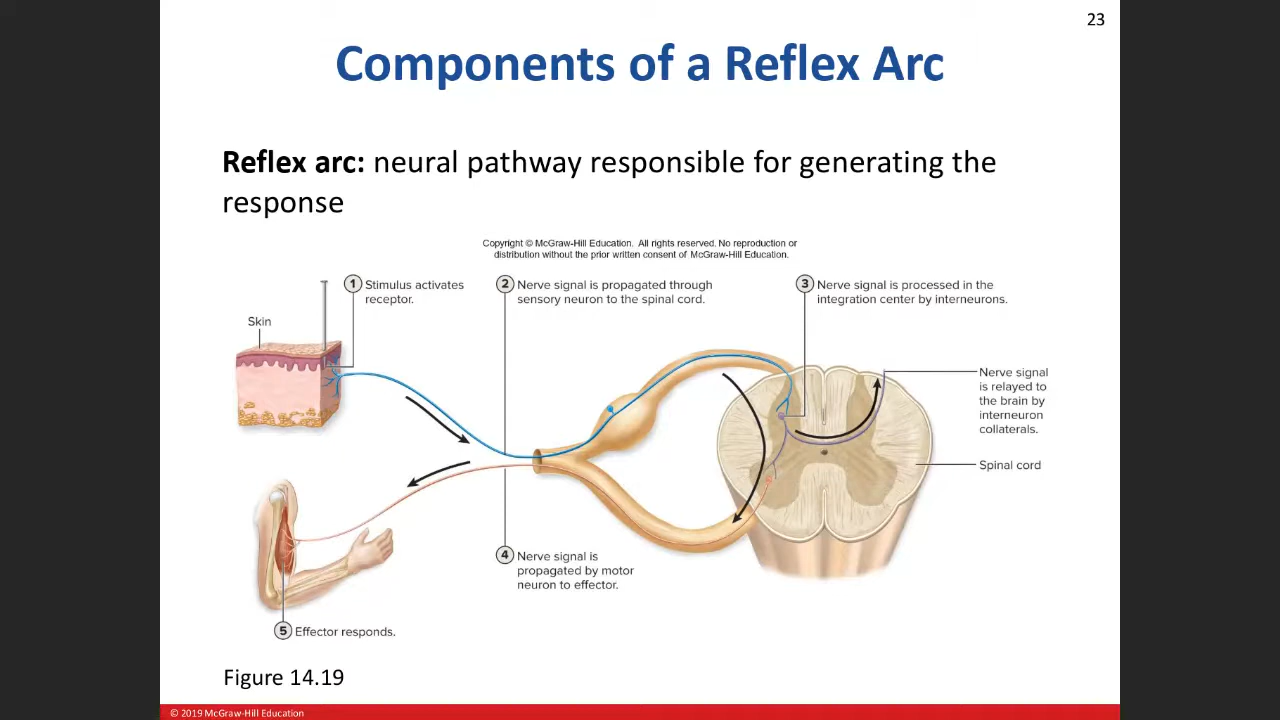 23
Components of a Reflex Arc
Reflex arc: neural pathway responsible for generating the
response
Copyright © McGraw-Hill Education. All rights reserved. No reproduction or
distribution without the prior written consent of McGraw-Hill Education.
1 Stimulus activates
receptor.
2 Nerve signal is propagated through
sensory neuron to the spinal cord.
3 Nerve signal is processed in the
integration center by interneurons.
Skin
Nerve signal
is relayed to
the brain by
interneuron
collaterals.
Spinal cord
4 Nerve signal is
propagated by motor
neuron to effector.
5 Effector responds.
Figure 14.19
© 2019 McGraw-Hill Education